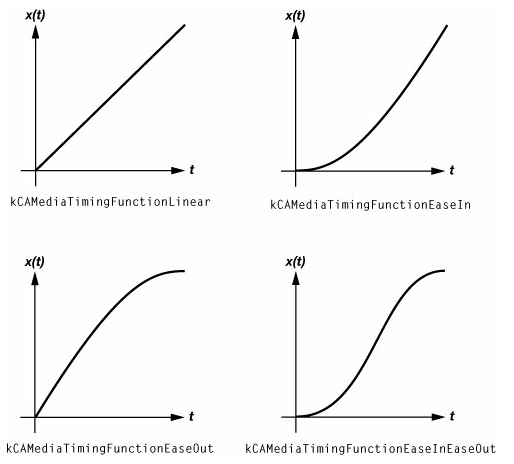 x(t)
t
kCAMediaTimingFunctionLinear
x(t)
t
kCAMediaTimingFunctionEaseIn
x(t)
t
kCAMediaTimingFunctionEaseOut
x(t)
t
kCAMediaTimingFunctionEaseInEaseOut